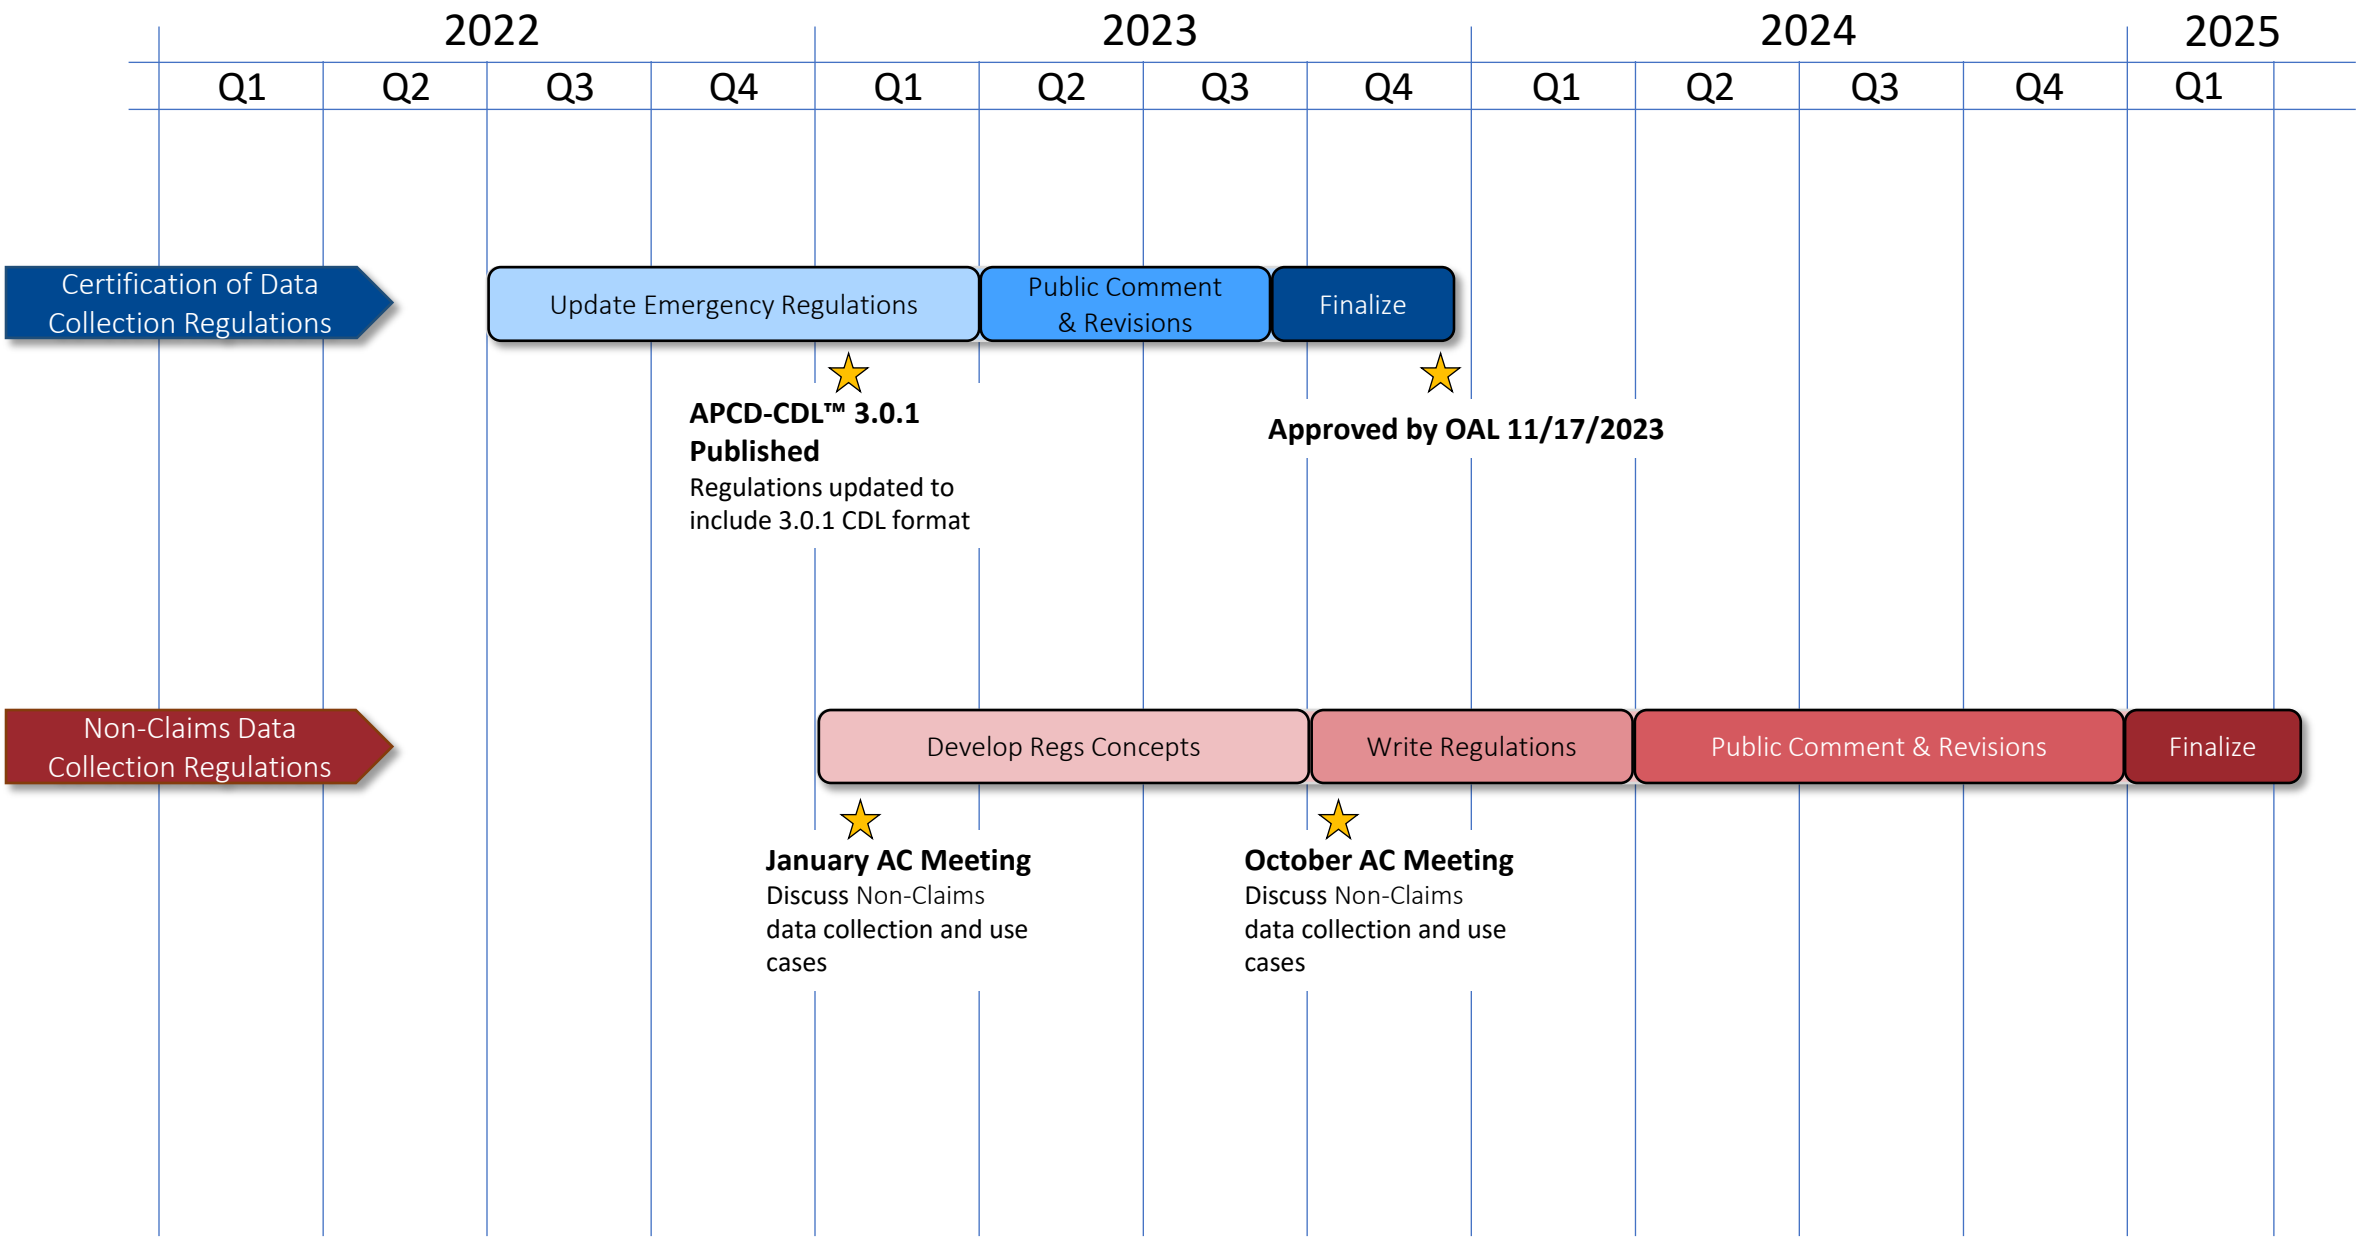 2022
2023
2024
2025
Q1
Q2
Q3
Q4
Q1
Q2
Q3
Q4
Q1
Q2
Q3
Q4
Q1
Certification of Data
Collection Regulations
Update Emergency Regulations
Public Comment
& Revisions
Finalize
APCD-CDL™ 3.0.1
Published
Regulations updated to
include 3.0.1 CDL format
Approved by OAL 11/17/2023
Non-Claims Data
Collection Regulations
Develop Regs Concepts
Write Regulations
Public Comment & Revisions
Finalize
January AC Meeting
Discuss Non-Claims
data collection and use
cases
October AC Meeting
Discuss Non-Claims
data collection and use
cases